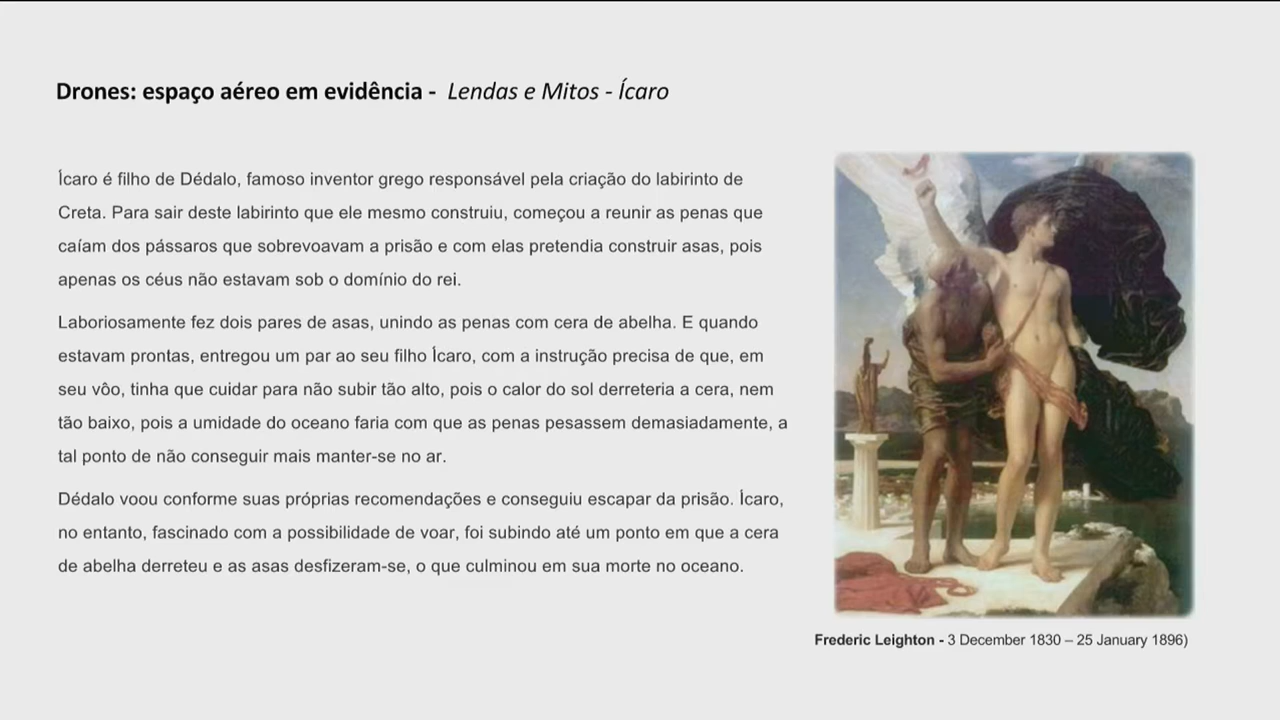 Drones: espaço aéreo em evidência - Lendas e Mitos - Ícaro
Ícaro é filho de Dédalo, famoso inventor grego responsável pela criação do labirinto de
Creta. Para sair deste labirinto que ele mesmo construiu, começou a reunir as penas que
caíam dos pássaros que sobrevoavam a prisão e com elas pretendia construir asas, pois
apenas os céus não estavam sob o domínio do rei.
Laboriosamente fez dois pares de asas, unindo as penas com cera de abelha. E quando
estavam prontas, entregou um par ao seu filho Ícaro, com a instrução precisa de que, em
seu vôo, tinha que cuidar para não subir tão alto, pois o calor do sol derreteria a cera, nem
tão baixo, pois a umidade do oceano faria com que as penas pesassem demasiadamente, a
tal ponto de não conseguir mais manter-se no ar.
Dédalo voou conforme suas próprias recomendações e conseguiu escapar da prisão. Ícaro,
no entanto, fascinado com a possibilidade de voar, foi subindo até um ponto em que a cera
de abelha derreteu e as asas desfizeram-se, o que culminou em sua morte no oceano.
Frederic Leighton - 3 December 1830 – 25 January 1896)